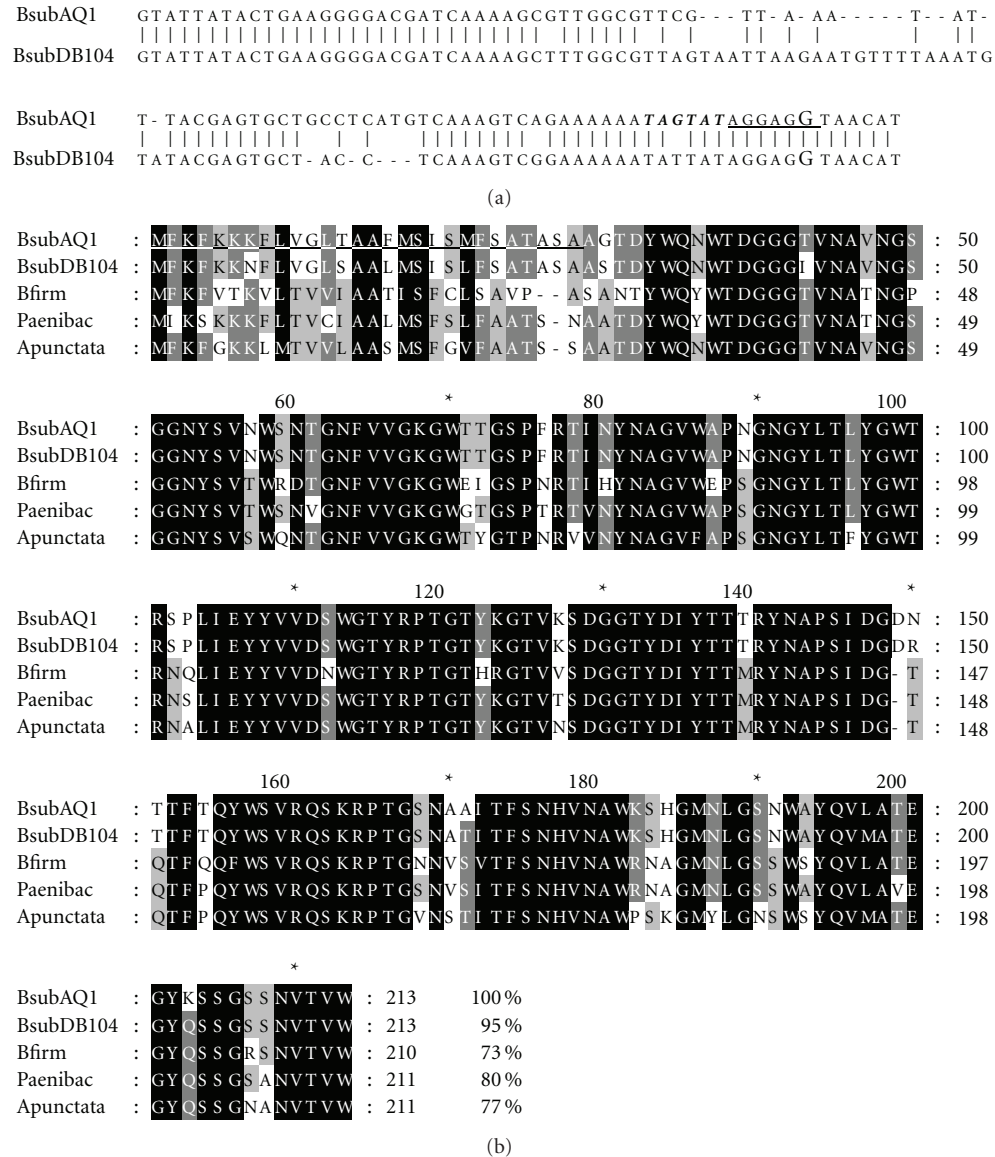 BsubAQ1 GTATTATACTGAAGGGGACGATCAAAAGCGTTGGCGTTCG---TT-A-AA-----T--AT-
BsubDB104 GTATTATACTGAAGGGGACGATCAAAAGCTTTGGCGTTAGTAATTAAGAATGTTTTAAATG
BsubAQ1 T-TACGAGTGCTGCCTCATGTCAAAGTCAGAAAAAATAGTATAGGAGGTAACAT
BsubDB104 TATACGAGTGCT-AC-C---TCAAAGTCGGAAAAAATATTATAGGAGGTAACAT
(a)
BsubAQ1 : MFKFKKKFLVGLTAAFMSISMFSATASAAGTDYWQNWTDGGGTVNAVNGS : 50
BsubDB104 : MFKFKKNFLVGLSAALMSISLFSATASAASTDYWQNWTDGGGIVNAVNGS : 50
Bfirm : MFKFVTKVLTVVIAATISFCLSAVP--ASANTYWQYWTDGGGTVNATNGP : 48
Paenibac : MIKSKKKFLTVCIAALMSFSLFAATS-NAATDYWQYWTDGGGTVNATNGS : 49
Apunctata : MFKFGKKLMTVVLAASMSFGVFAATS-SAATDYWQNWTDGGGTVNAVNGS : 49
60 * 80 * 100
BsubAQ1 : GGNYSVNWSNTGNFVVGKGWTTGSPFRTINYNAGVWAPNGNGYLTLYGWT : 100
BsubDB104 : GGNYSVNWSNTGNFVVGKGWTTGSPFRTINYNAGVWAPNGNGYLTLYGWT : 100
Bfirm : GGNYSVTWRDTGNFVVGKGWEIGSPNRTIHYNAGVWEPSGNGYLTLYGWT : 98
Paenibac : GGNYSVTWSNVGNFVVGKGWGTGSPTRTVNYNAGVWAPSGNGYLTLYGWT : 99
Apunctata : GGNYSVSWQNTGNFVVGKGWTYGTPNRVVNYNAGVFAPSGNGYLTFYGWT : 99
* 120 * 140 *
BsubAQ1 : RSPLIEYYVVDSWGTYRPTGTYKGTVKSDGGTYDIYTTTRYNAPSIDGDN : 150
BsubDB104 : RSPLIEYYVVDSWGTYRPTGTYKGTVKSDGGTYDIYTTTRYNAPSIDGDR : 150
Bfirm : RNQLIEYYVVDNWGTYRPTGTHRGTVVSDGGTYDIYTTMRYNAPSIDG-T : 147
Paenibac : RNSLIEYYVVDSWGTYRPTGTYKGTVTSDGGTYDIYTTMRYNAPSIDG-T : 148
Apunctata : RNALIEYYVVDSWGTYRPTGTYKGTVNSDGGTYDIYTTMRYNAPSIDG-T : 148
160 * 180 * 200
BsubAQ1 : TTFTQYWSVRQSKRPTGSNAAITFSNHVNAWKSHGMNLGSNWAYQVLATE : 200
BsubDB104 : TTFTQYWSVRQSKRPTGSNATITFSNHVNAWKSHGMNLGSNWAYQVMATE : 200
Bfirm : QTFQQFWSVRQSKRPTGNNVSVTFSNHVNAWRNAGMNLGSSWSYQVLATE : 197
Paenibac : QTFPQYWSVRQSKRPTGSNVSITFSNHVNAWRNAGMNLGSSWAYQVLAVE : 198
Apunctata : QTFPQYWSVRQSKRPTGVNSTITFSNHVNAWPSKGMYLGNSWSYQVMATE : 198
*
BsubAQ1 : GYKSSGSSNVTVW : 213 100%
BsubDB104 : GYQSSGSSNVTVW : 213 95%
Bfirm : GYQSSGRSNVTVW : 210 73%
Paenibac : GYQSSGSANVTVW : 211 80%
Apunctata : GYQSSGNANVTVW : 211 77%
(b)